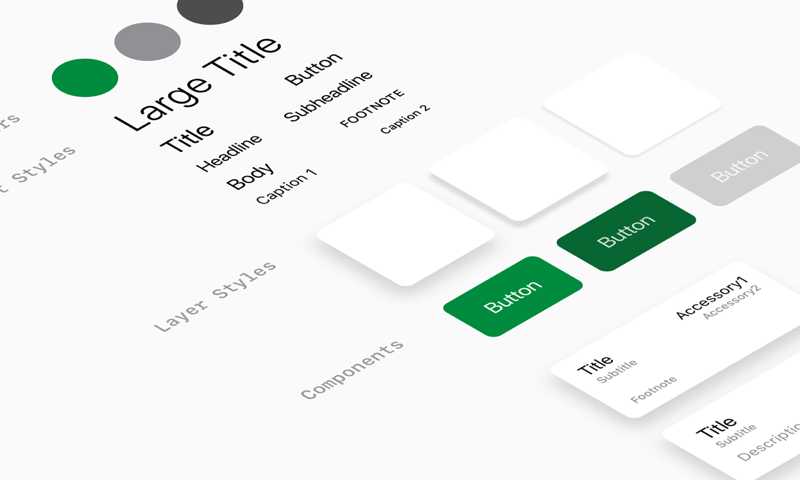 rs
t Styles
Large Title
Title
Headline
Body
Caption 1
Button
Subheadline
FOOTNOTE
Caption 2
Layer Styles
Components
Button
Button
Button
Title
Subtitle
Footnote
Accessory1
Accessory2
Title
Subtitle
Descriptio